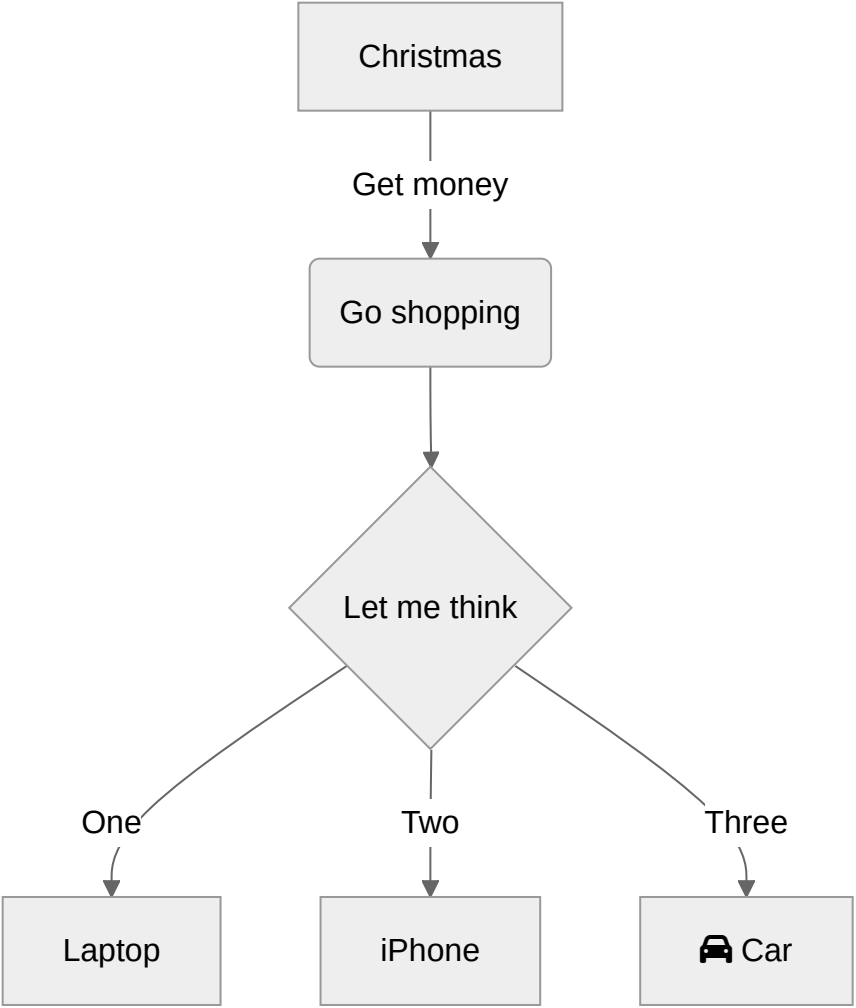 Christmas
Get money
Go shopping
Let me think
One
Two
Three
Laptop
iPhone
Car